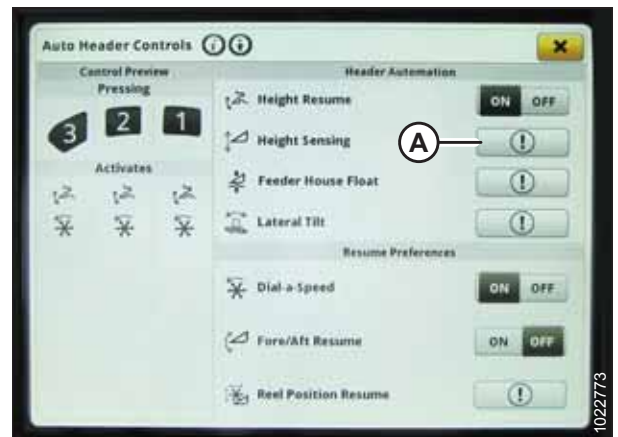 Auto Header Controls
Control Preview
Pressing
3 2 1
Activates
Header Automation
Height Resume ON OFF
A
Height Sensing
Feeder House Float
Lateral Tilt
Resume Preferences
Dial-a-Speed ON OFF
Fore/Aft Resume ON OFF
Reel Position Resume
1022773